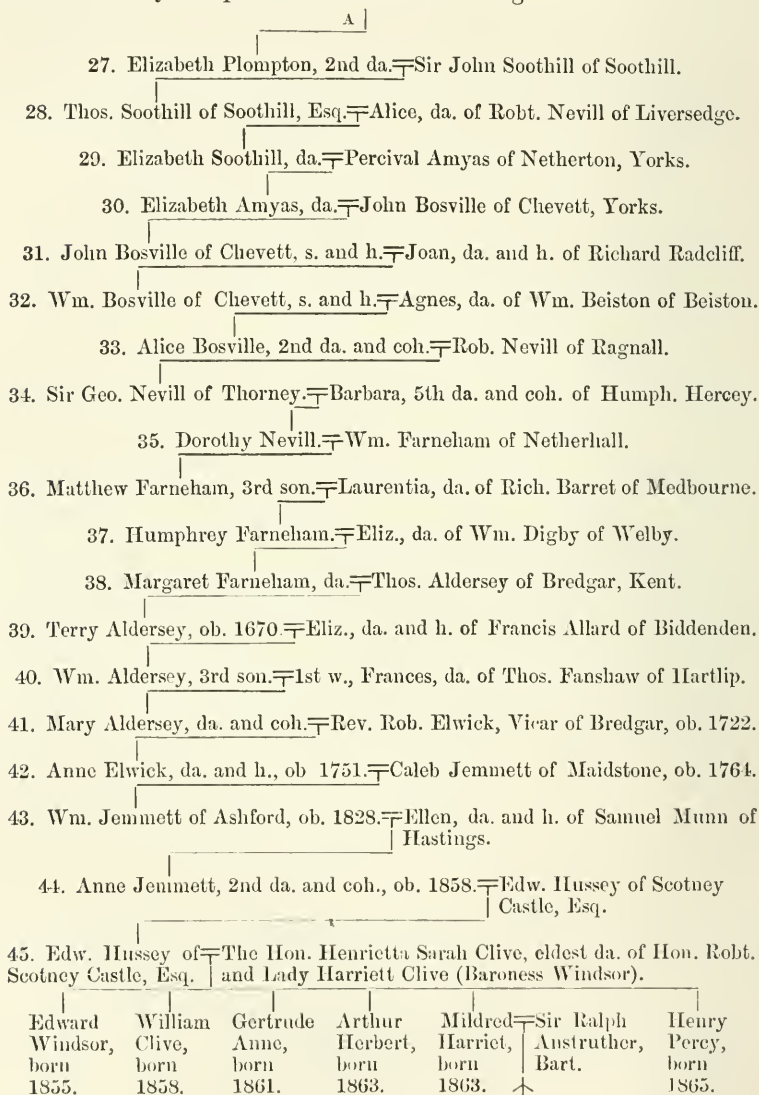 A
27. Elizabeth Plompton, 2nd da.=Sir John Soothill of Soothill.
28. Thos. Soothill of Soothill, Esq.=Alice, da. of Robt. Nevill of Liversedge.
29. Elizabeth Soothill, da.=Percival Amyas of Netherton, Yorks.
30. Elizabeth Amyas, da.=John Bosville of Chevett, Yorks.
31. John Bosville of Chevett, s. and h.=Joan, da. and h. of Richard Radcliff.
32. Wm. Bosville of Chevett, s. and h.=Agnes, da. of Wm. Beiston of Beiston.
33. Alice Bosville, 2nd da. and coh.=Rob. Nevill of Ragnall.
34. Sir Geo. Nevill of Thorney.=Barbara, 5th da. and coh. of Humph. Hercey.
35. Dorothy Nevill.=Wm. Farneham of Netherhall.
36. Matthew Farneham, 3rd son.=Laurentia, da. of Rich. Barret of Medbourne.
37. Humphrey Farneham.=Eliz., da. of Wm. Digby of Welby.
38. Margaret Farneham, da.=Thos. Aldersey of Bredgar, Kent.
39. Terry Aldersey, ob. 1670.=Eliz., da. and h. of Francis Allard of Biddenden.
40. Wm. Aldersey, 3rd son.=1st w., Frances, da. of Thos. Fanshaw of Hartlip.
41. Mary Aldersey, da. and coh.=Rev. Rob. Elwick, Vicar of Bredgar, ob. 1722.
42. Anne Elwick, da. and h., ob 1751.=Caleb Jemmett of Maidstone, ob. 1764.
43. Wm. Jemmett of Ashford, ob. 1828.=Ellen, da. and h. of Samuel Munn of
Hastings.
44. Anne Jemmett, 2nd da. and coh., ob. 1858.=Edw. Hussey of Scotney
Castle, Esq.
45. Edw. Hussey of=The Hon. Henrietta Sarah Clive, eldest da. of Hon. Robt.
Scotney Castle, Esq. and Lady Harriett Clive (Baroness Windsor).
Edward William Gertrude Arthur Mildred=Sir Ralph Henry
Windsor, Clive, Anne, Herbert, Harriet, Anstruther, Percy,
born born born born born Bart. born
1855. 1858. 1861. 1863. 1863. 1865.